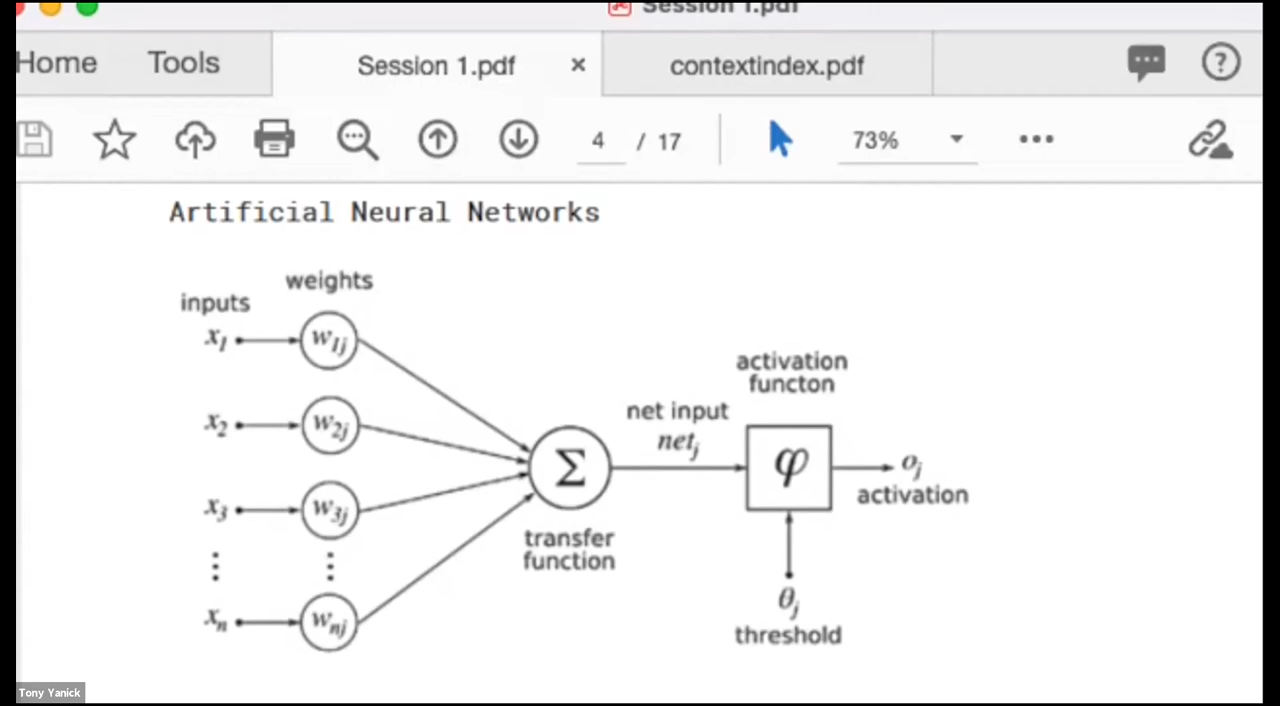 Session 1.pdf
Home Tools Session 1.pdf × contextindex.pdf
4 / 17 73%
Artificial Neural Networks
weights
inputs
x1 w1j
activation
functon
x2 w2j
net input
netj
Σ φ oj
activation
x3 w3j
transfer
function
θj
xn wnj
threshold
Tony Yanick